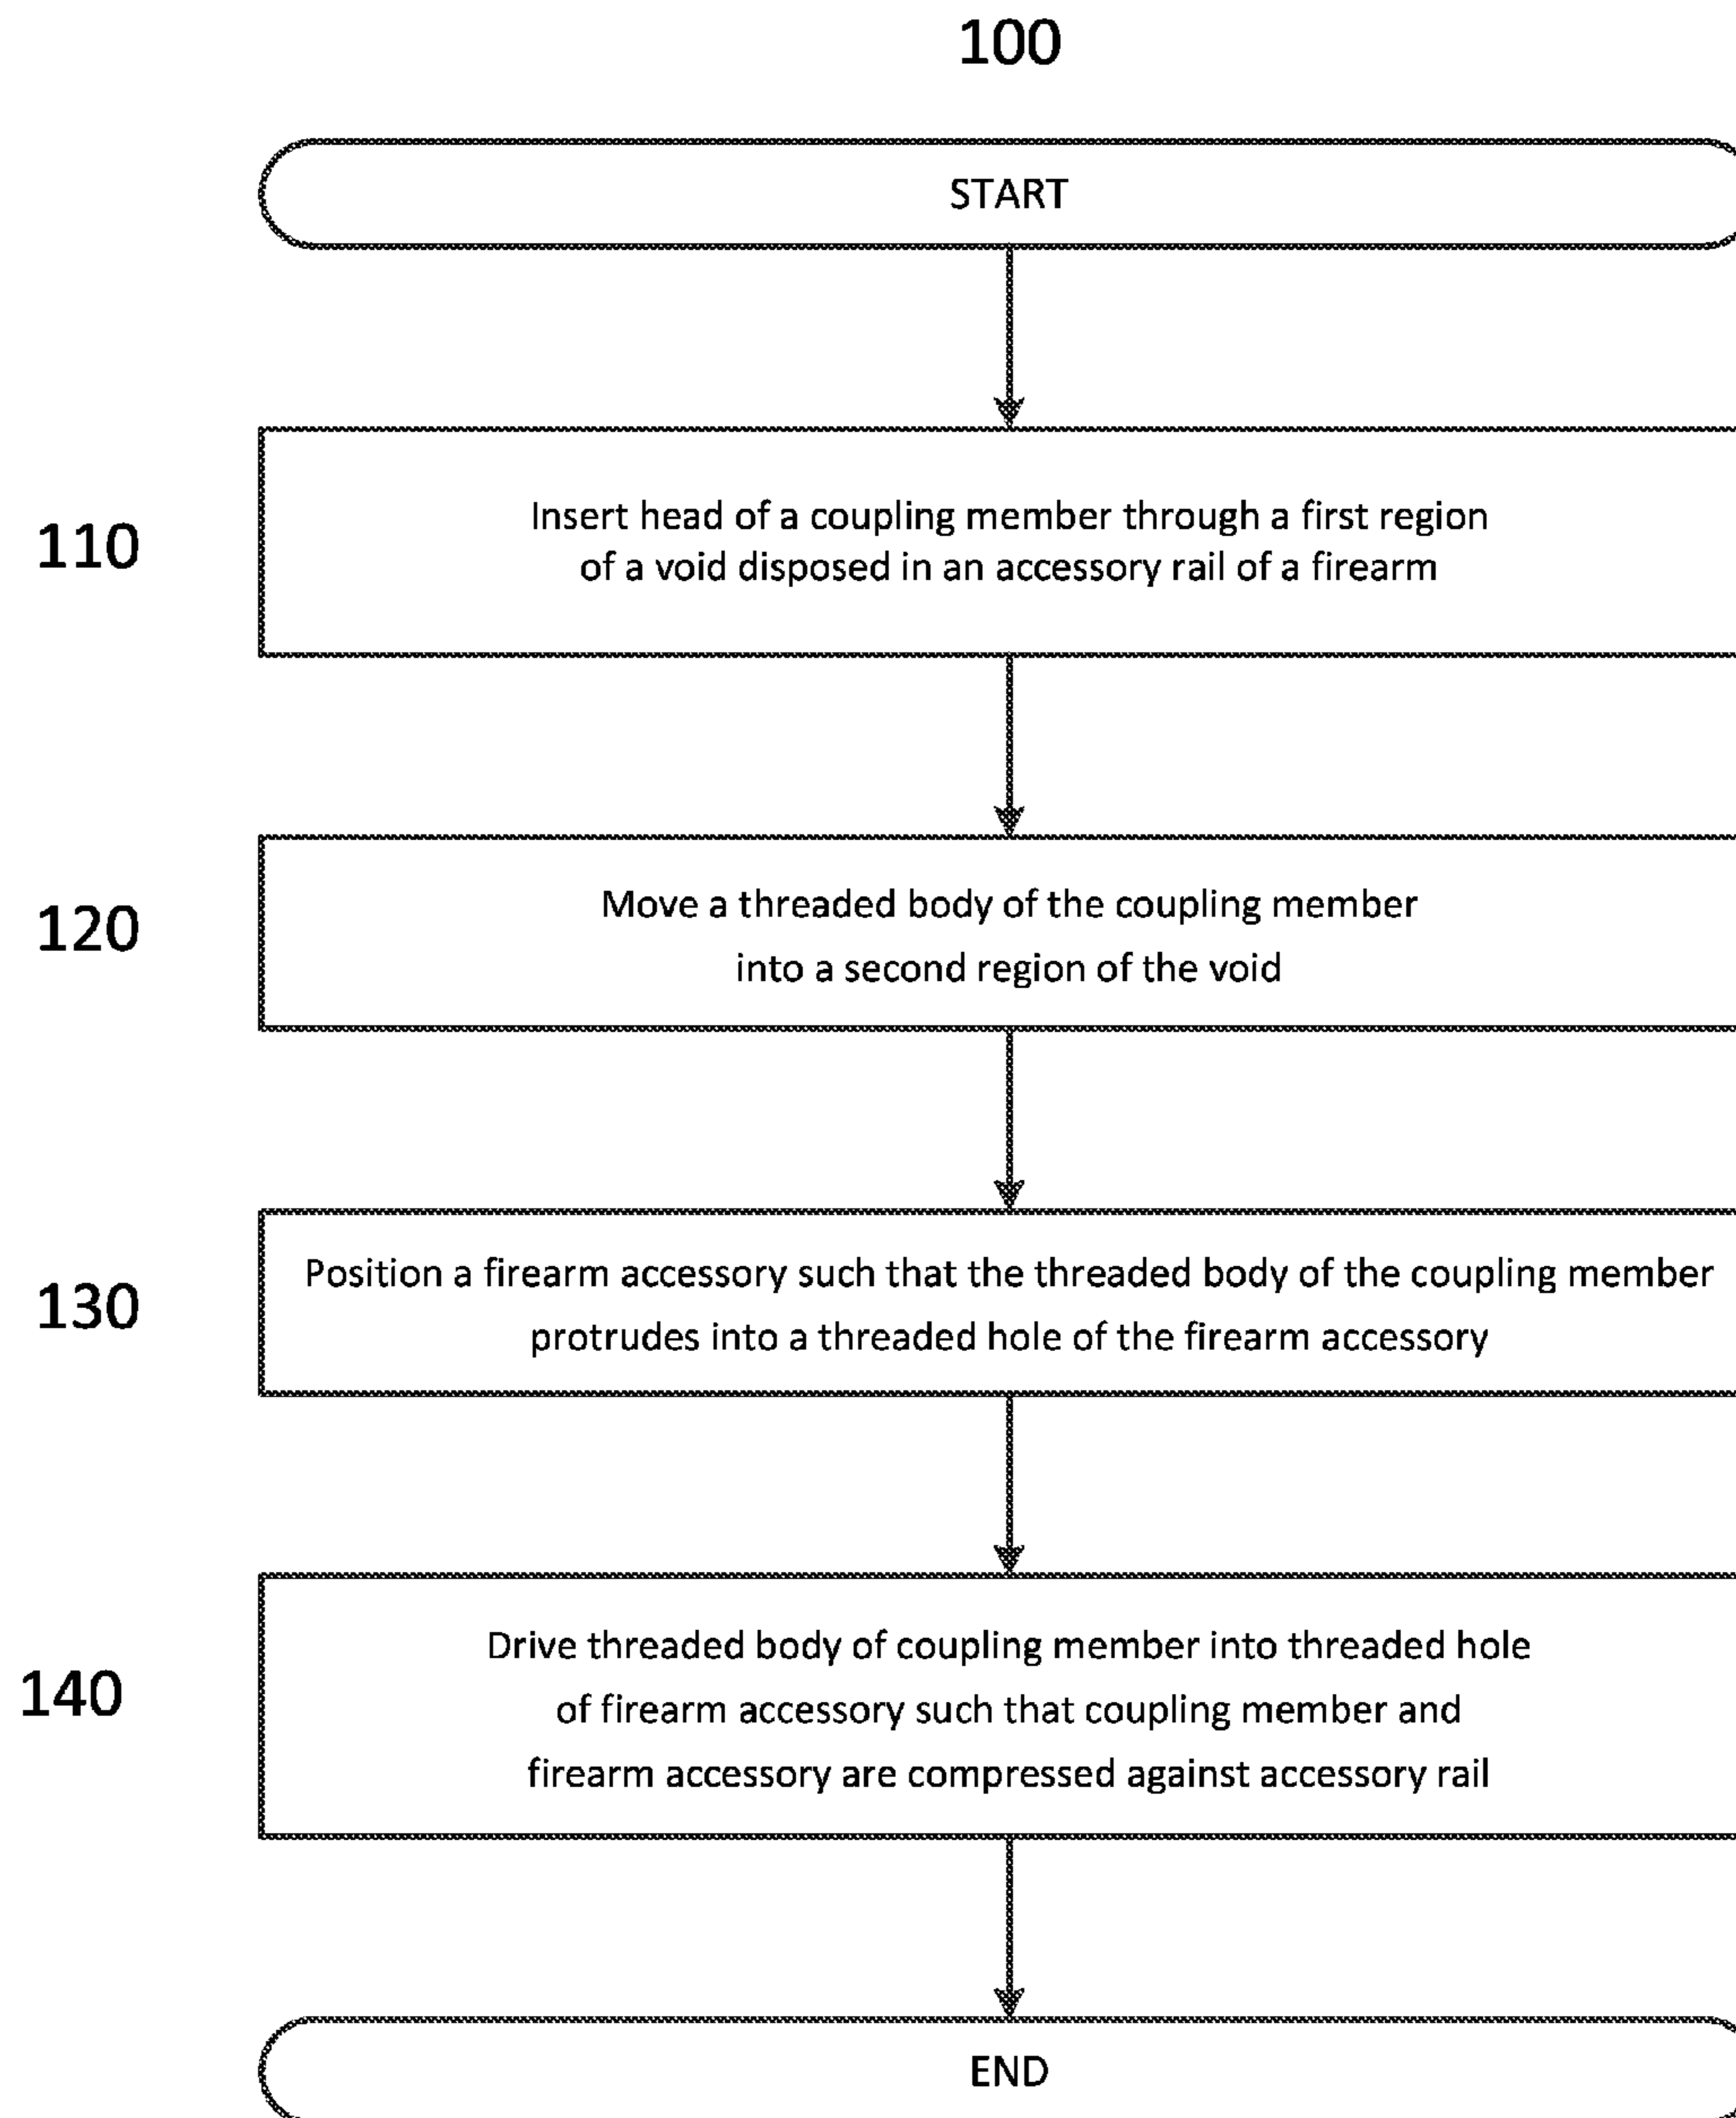 100
START
110
Insert head of a coupling member through a first region
of a void disposed in an accessory rail of a firearm
120
Move a threaded body of the coupling member
into a second region of the void
130
Position a firearm accessory such that the threaded body of the coupling member
protrudes into a threaded hole of the firearm accessory
140
Drive threaded body of coupling member into threaded hole
of firearm accessory such that coupling member and
firearm accessory are compressed against accessory rail
END